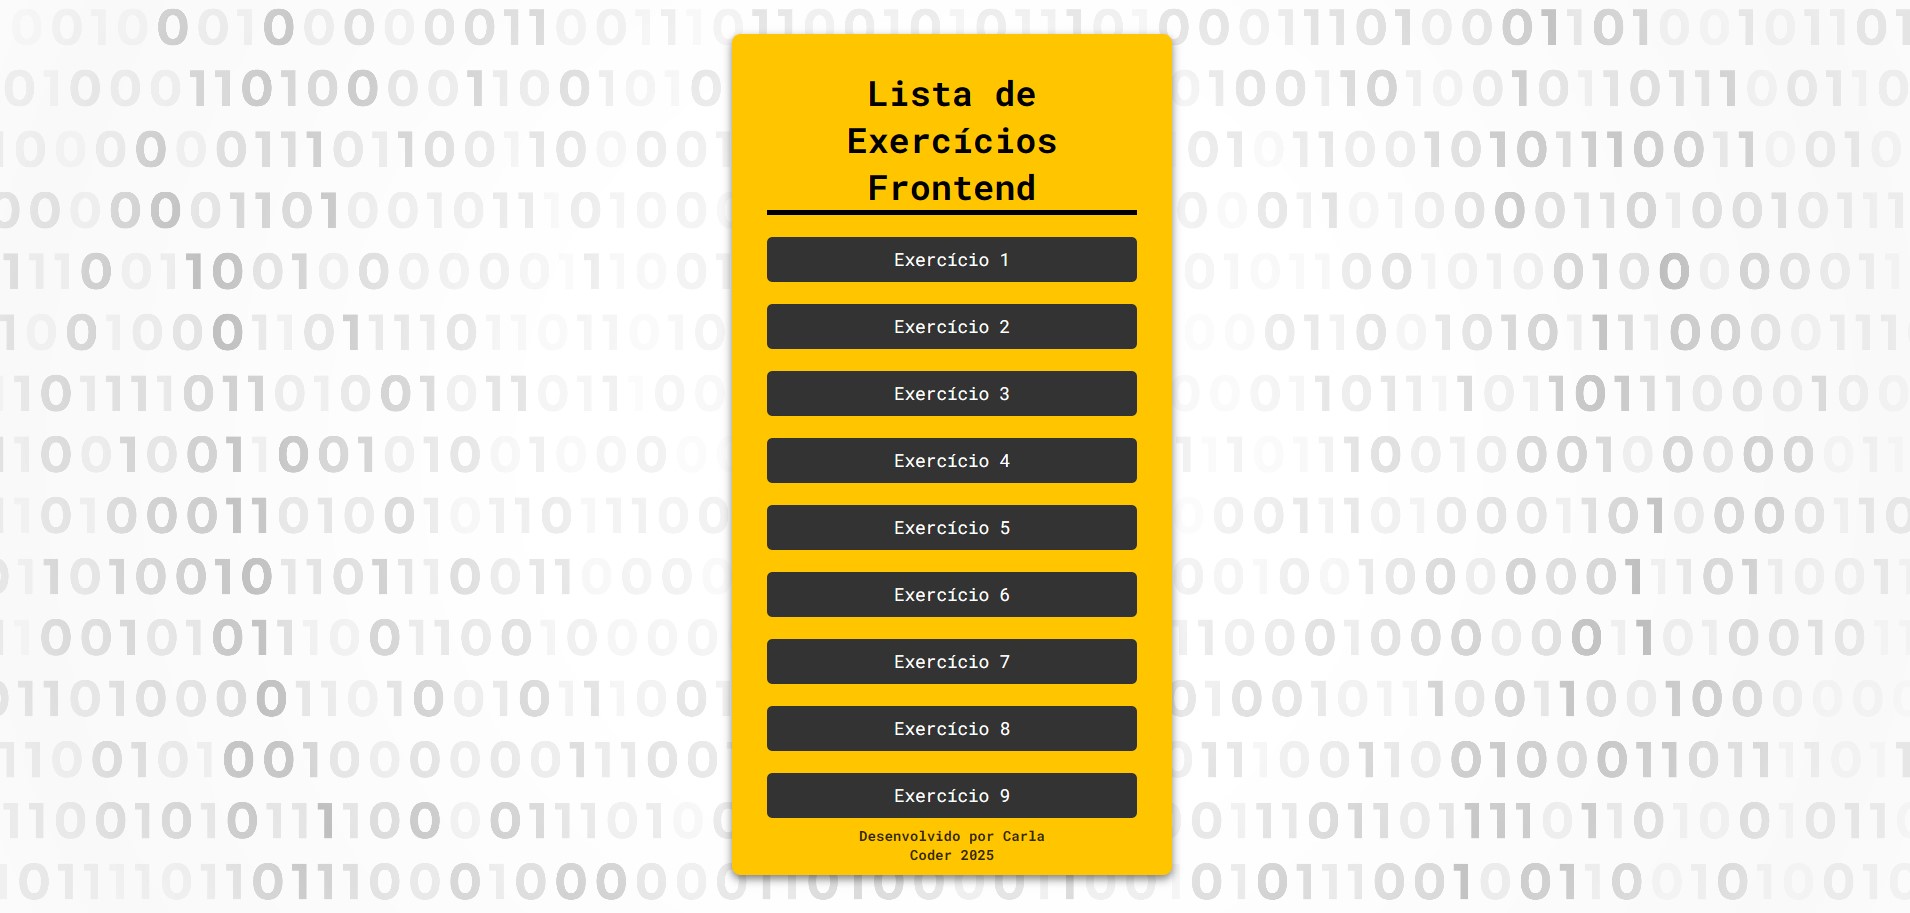 Lista de
Exercícios
Frontend
Exercício 1
Exercício 2
Exercício 3
Exercício 4
Exercício 5
Exercício 6
Exercício 7
Exercício 8
Exercício 9
Desenvolvido por Carla
Coder 2025